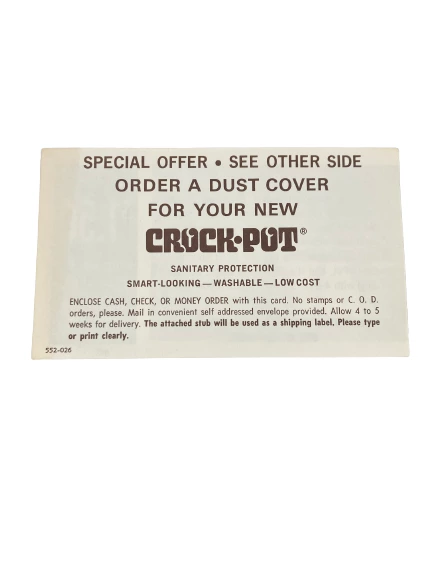 SPECIAL OFFER • SEE OTHER SIDE
ORDER A DUST COVER
FOR YOUR NEW
CROCK•POT®
SANITARY PROTECTION
SMART-LOOKING — WASHABLE — LOW COST
ENCLOSE CASH, CHECK, OR MONEY ORDER with this card. No stamps or C. O. D.
orders, please. Mail in convenient self addressed envelope provided. Allow 4 to 5
weeks for delivery. The attached stub will be used as a shipping label. Please type
or print clearly.
552-026